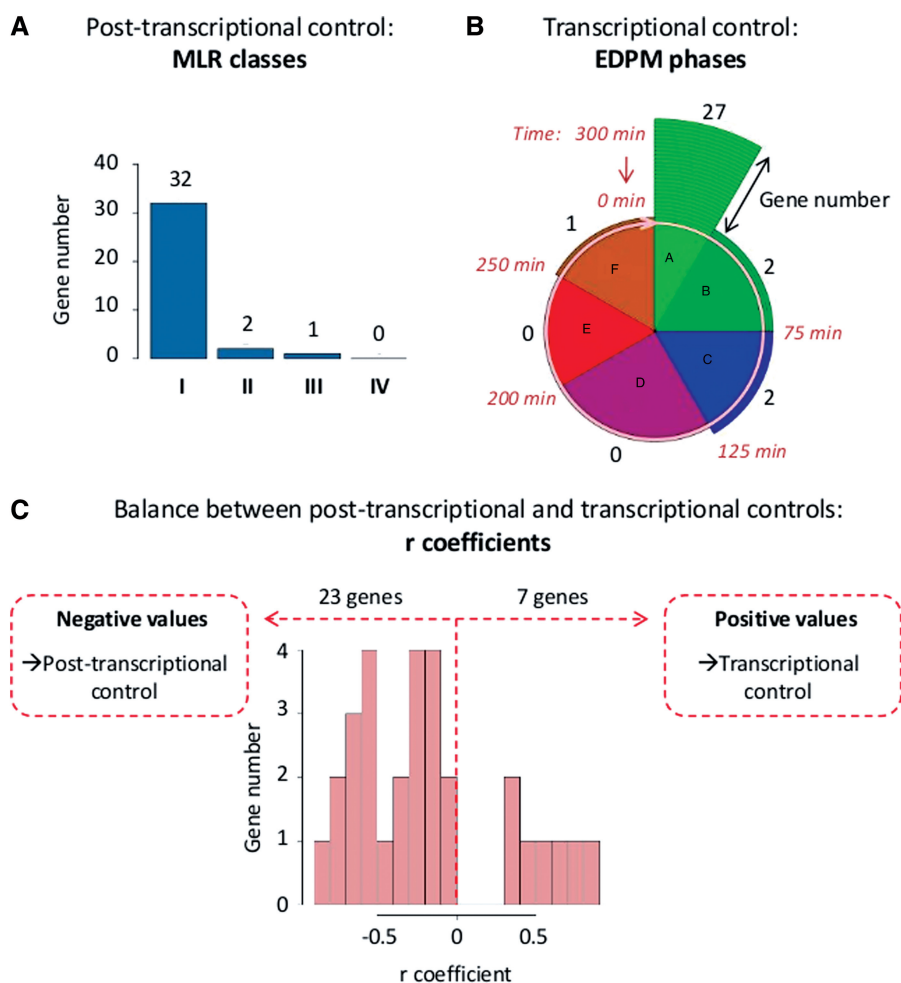 A
Post-transcriptional control:
MLR classes
Gene number
40
30
20
10
0
32
2
1
0
I
II
III
IV
B
Transcriptional control:
EDPM phases
27
Time: 300 min
0 min
Gene number
1
2
250 min
A
F
B
0
E
75 min
C
D
200 min
2
125 min
0
C
Balance between post-transcriptional and transcriptional controls:
r coefficients
23 genes
7 genes
Negative values
→Post-transcriptional
control
Positive values
→Transcriptional
control
Gene number
4
3
2
1
0
-0.5
0
0.5
r coefficient